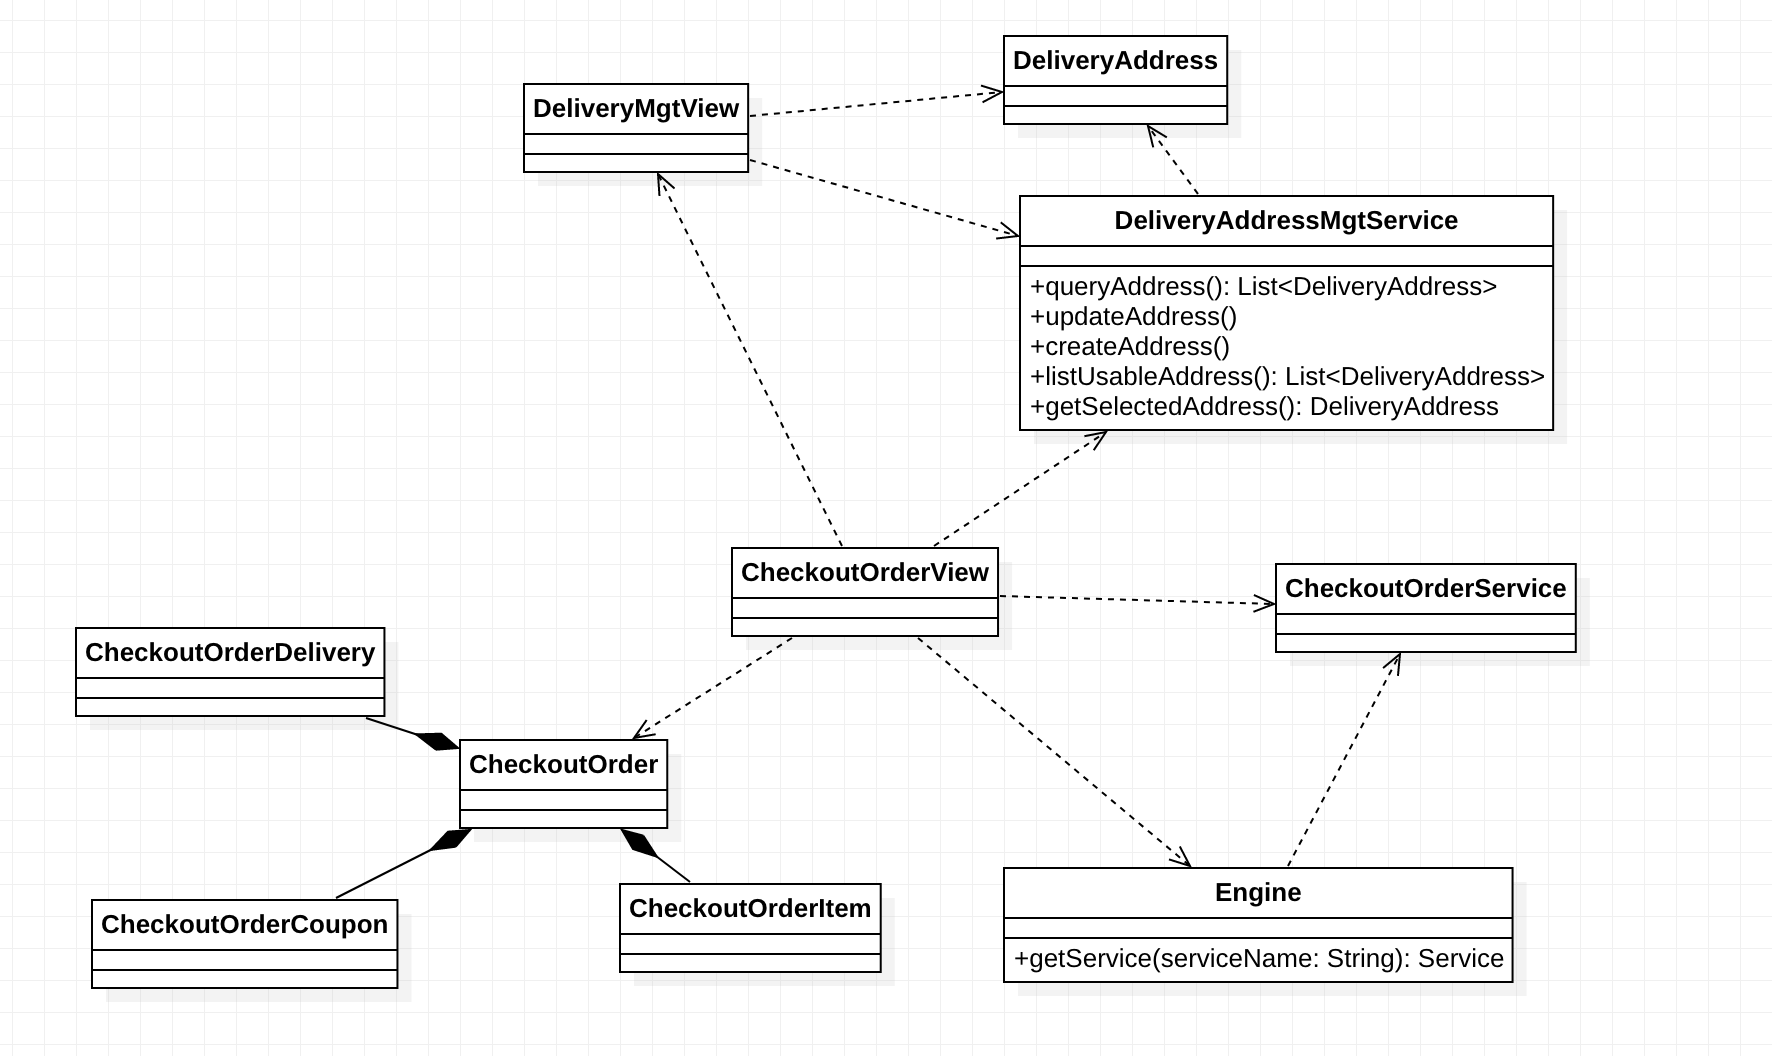 DeliveryAddress
DeliveryMgtView
DeliveryAddressMgtService
+queryAddress(): List<DeliveryAddress>
+updateAddress()
+createAddress()
+listUsableAddress(): List<DeliveryAddress>
+getSelectedAddress(): DeliveryAddress
CheckoutOrderView
CheckoutOrderService
CheckoutOrderDelivery
CheckoutOrder
CheckoutOrderCoupon
CheckoutOrderItem
Engine
+getService(serviceName: String): Service